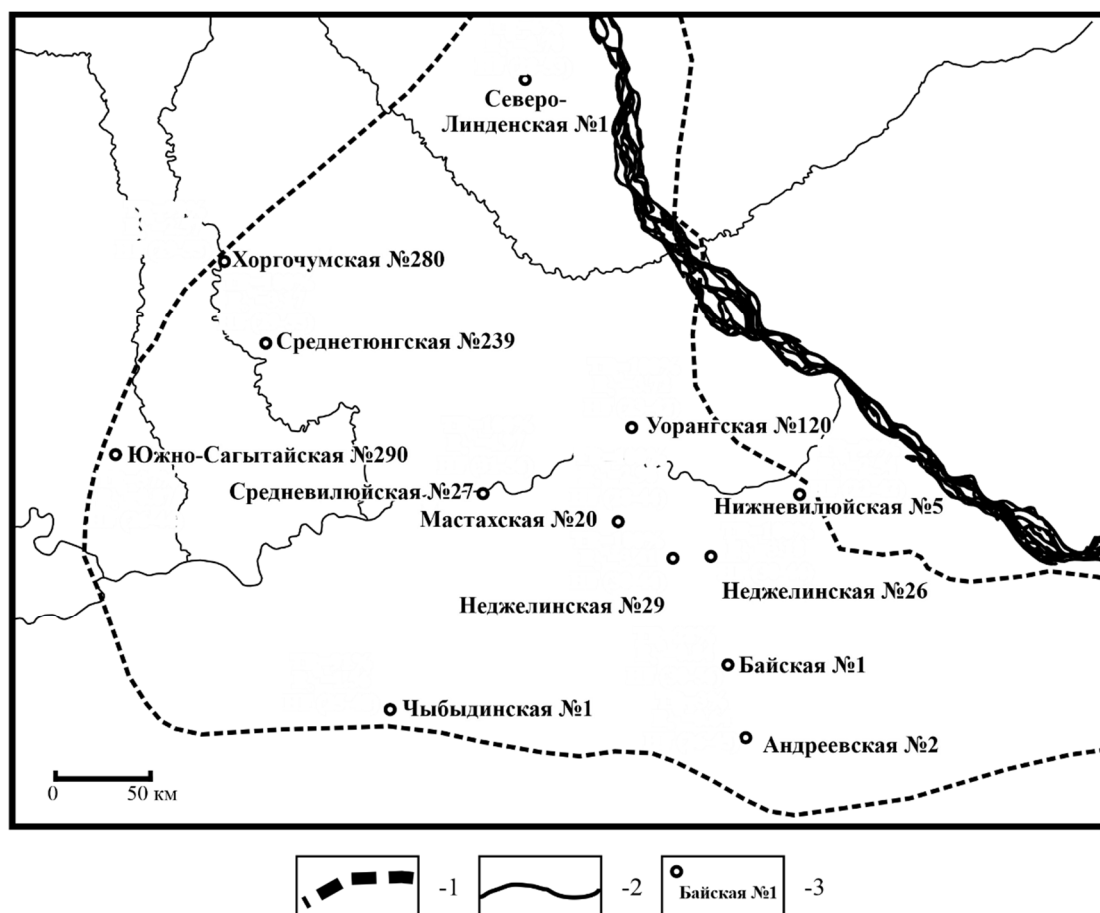 Северо-
Линденская №1
Хоргочумская №280
Среднетюнгская №239
Уорангская №120
Южно-Сагытайская №290
Средневилюйская №27
Нижневилюйская №5
Мастахская №20
Неджелинская №26
Неджелинская №29
Байская №1
Чыбыдинская №1
Андреевская №2
0 50 км
-1
-2
Байская №1
-3